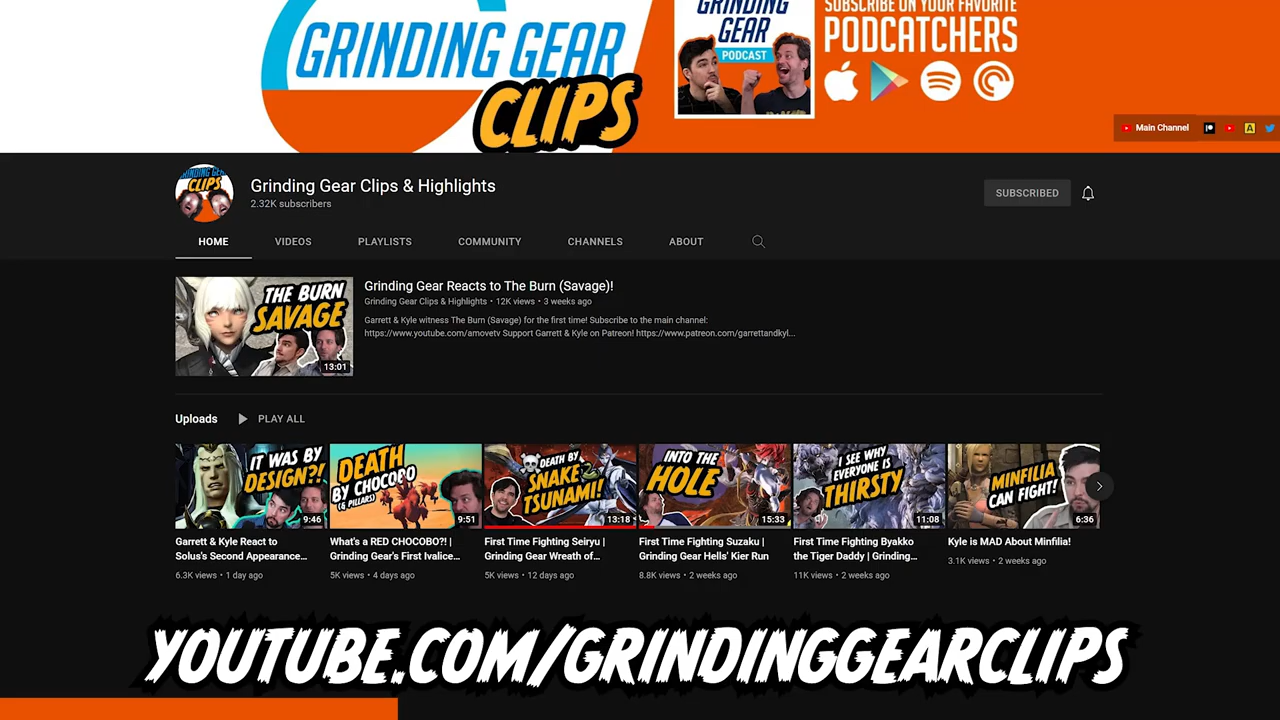 GRINDING GEAR
CLIPS
GRINDING
GEAR
PODCAST
SUBSCRIBE ON YOUR FAVORITE
PODCATCHERS
Main Channel
GRINDING GEAR
CLIPS
Grinding Gear Clips & Highlights
2.32K subscribers
SUBSCRIBED
HOME VIDEOS PLAYLISTS COMMUNITY CHANNELS ABOUT
THE BURN
SAVAGE
13:01
Grinding Gear Reacts to The Burn (Savage)!
Grinding Gear Clips & Highlights • 12K views • 3 weeks ago
Garrett & Kyle witness The Burn (Savage) for the first time! Subscribe to the main channel:
https://www.youtube.com/amovetv Support Garrett & Kyle on Patreon! https://www.patreon.com/garrettandkyl...
Uploads PLAY ALL
IT WAS BY
DESIGN?!
9:46
Garrett & Kyle React to
Solus's Second Appearance...
6.3K views • 1 day ago
DEATH
BY CHOCOBO
(& PILLARS)
9:51
What's a RED CHOCOBO?! |
Grinding Gear's First Ivalice...
5K views • 4 days ago
DEATH BY
SNAKE
TSUNAMI!
13:18
First Time Fighting Seiryu |
Grinding Gear Wreath of...
5K views • 12 days ago
INTO THE
HOLE
15:33
First Time Fighting Suzaku |
Grinding Gear Hells' Kier Run
8.8K views • 2 weeks ago
I SEE WHY
EVERYONE IS
THIRSTY
11:08
First Time Fighting Byakko
the Tiger Daddy | Grinding...
11K views • 2 weeks ago
MINFILIA
CAN FIGHT!
6:36
Kyle is MAD About Minfilia!
3.1K views • 2 weeks ago
YOUTUBE.COM/GRINDINGGEARCLIPS